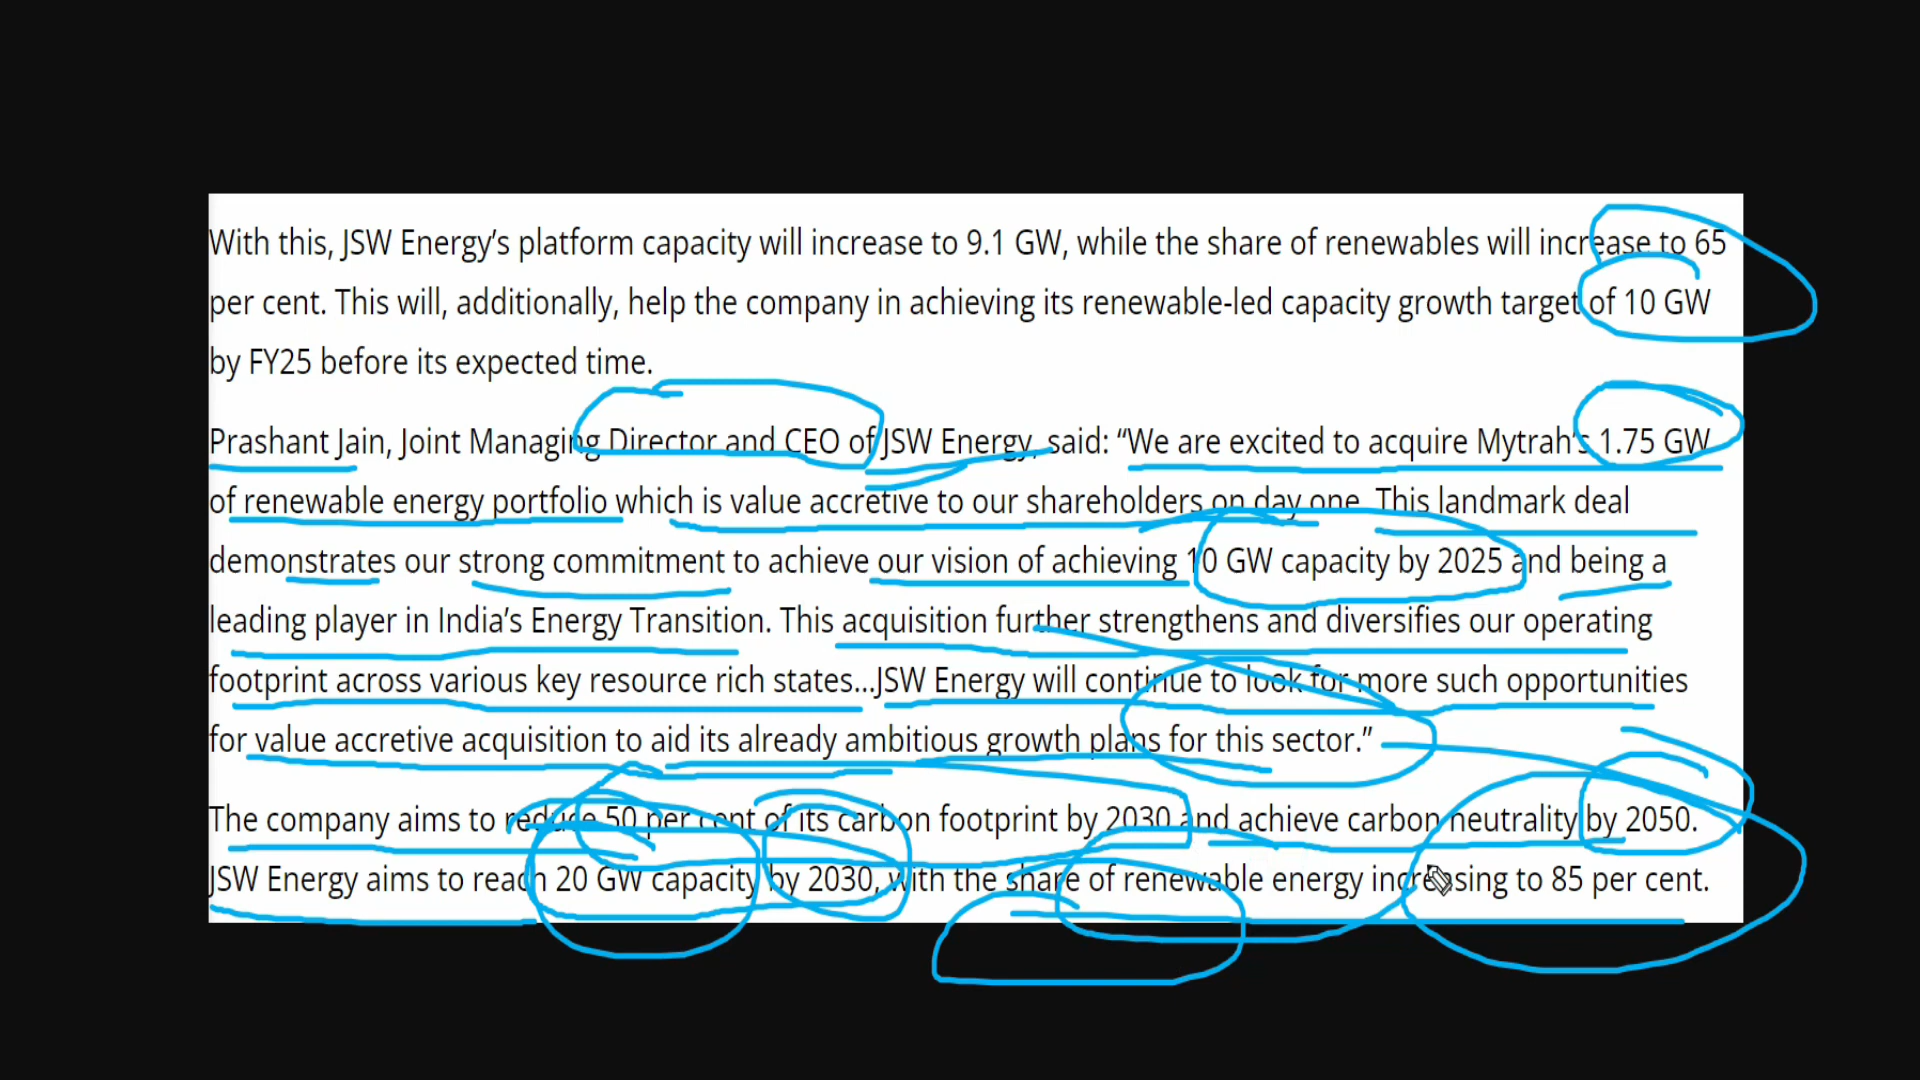 With this, JSW Energy’s platform capacity will increase to 9.1 GW, while the share of renewables will increase to 65
per cent. This will, additionally, help the company in achieving its renewable-led capacity growth target of 10 GW
by FY25 before its expected time.
Prashant Jain, Joint Managing Director and CEO of JSW Energy, said: “We are excited to acquire Mytrah’s 1.75 GW
of renewable energy portfolio which is value accretive to our shareholders on day one. This landmark deal
demonstrates our strong commitment to achieve our vision of achieving 10 GW capacity by 2025 and being a
leading player in India’s Energy Transition. This acquisition further strengthens and diversifies our operating
footprint across various key resource rich states...JSW Energy will continue to look for more such opportunities
for value accretive acquisition to aid its already ambitious growth plans for this sector.”
The company aims to reduce 50 per cent of its carbon footprint by 2030 and achieve carbon neutrality by 2050.
JSW Energy aims to reach 20 GW capacity by 2030, with the share of renewable energy increasing to 85 per cent.